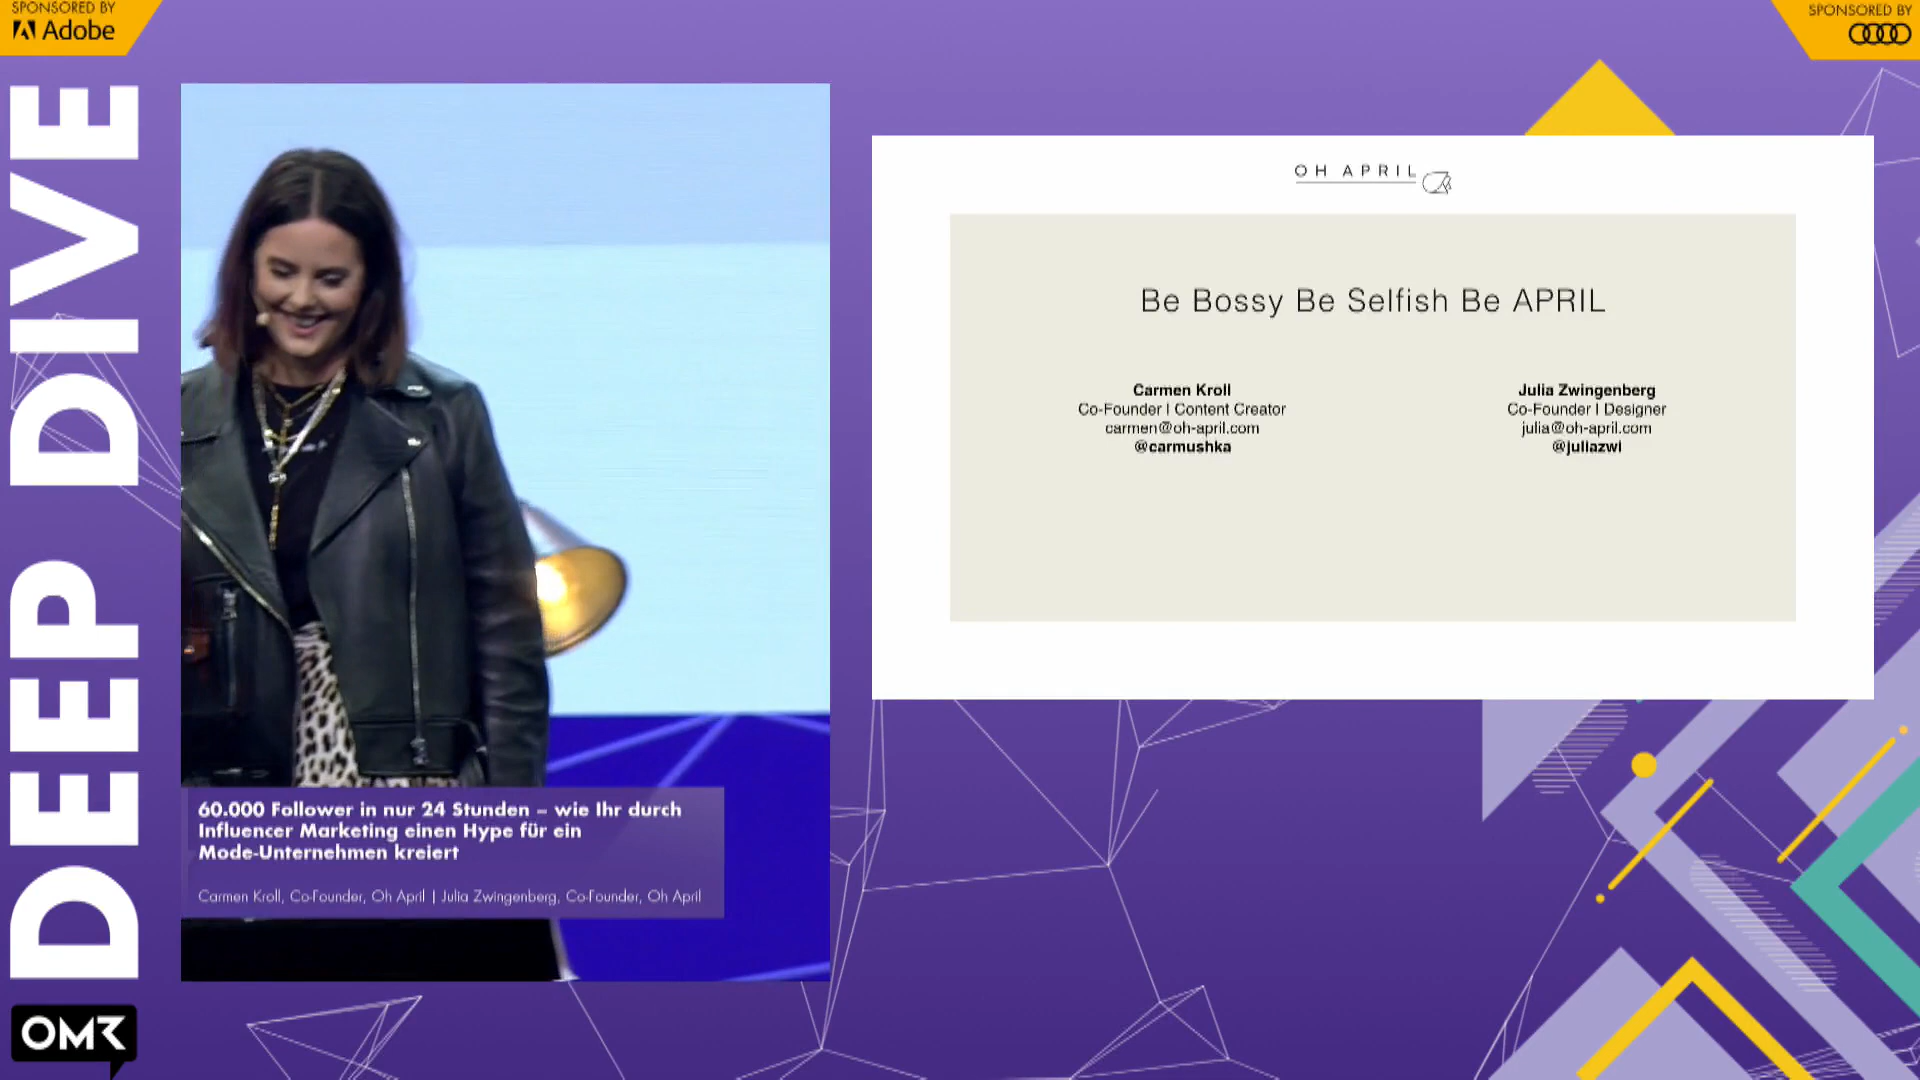 SPONSORED BY
Adobe
SPONSORED BY
DEEP DIVE
OH APRIL
Be Bossy Be Selfish Be APRIL
Carmen Kroll
Co-Founder | Content Creator
carmen@oh-april.com
@carmushka
Julia Zwingenberg
Co-Founder | Designer
julia@oh-april.com
@juliazwi
60.000 Follower in nur 24 Stunden – wie Ihr durch
Influencer Marketing einen Hype für ein
Mode-Unternehmen kreiert
Carmen Kroll, Co-Founder, Oh April | Julia Zwingenberg, Co-Founder, Oh April
OMR